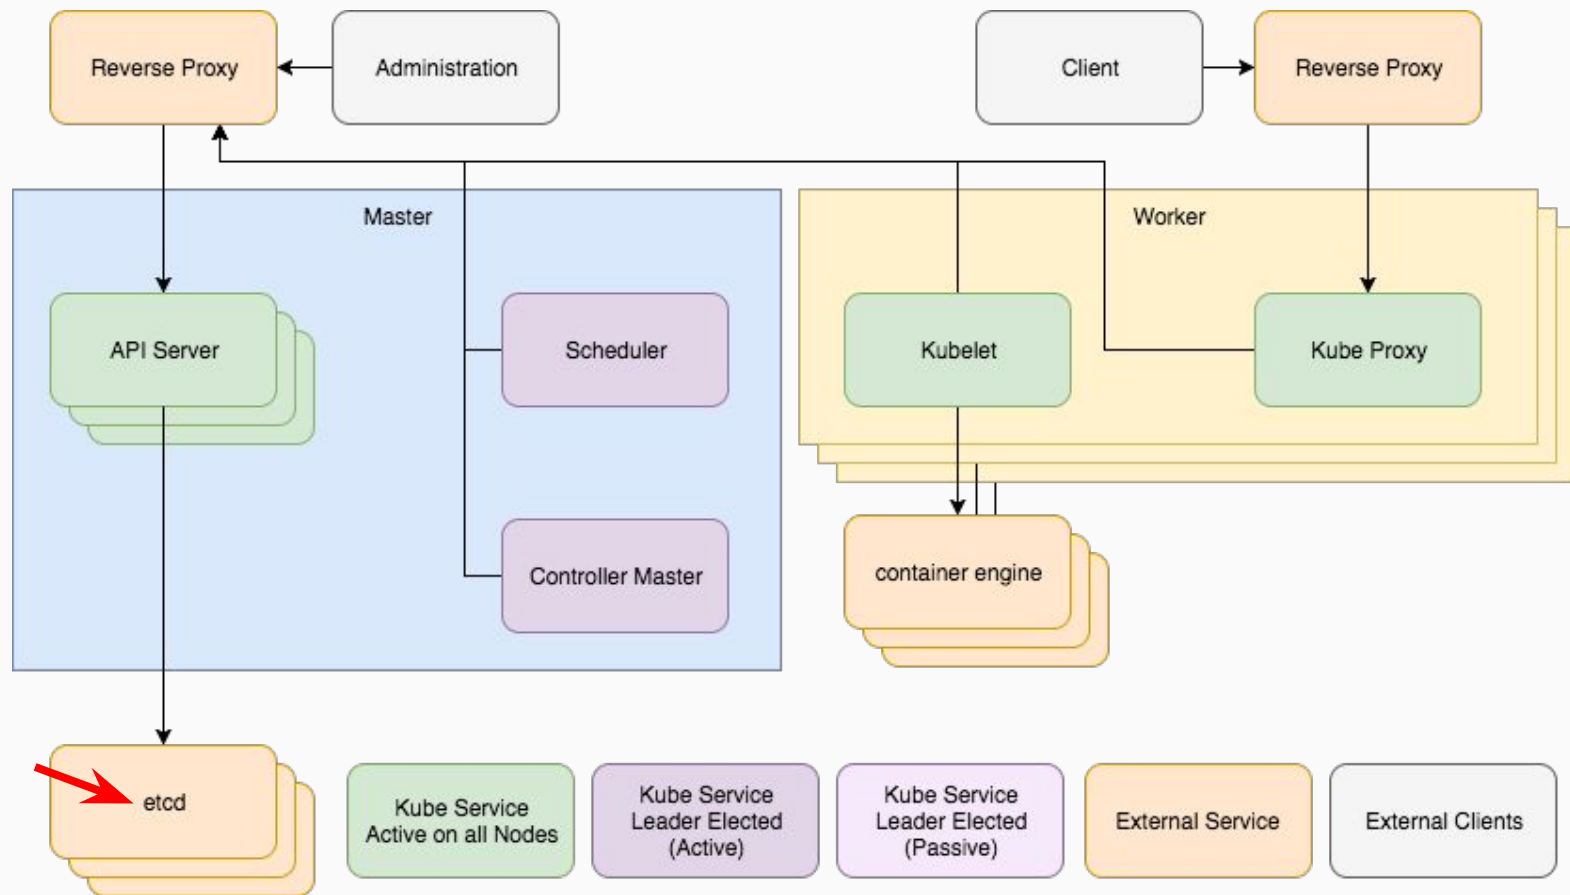 Reverse Proxy
Administration
Client
Reverse Proxy
Master
Worker
API Server
Scheduler
Kubelet
Kube Proxy
Controller Master
container engine
etcd
Kube Service
Active on all Nodes
Kube Service
Leader Elected
(Active)
Kube Service
Leader Elected
(Passive)
External Service
External Clients